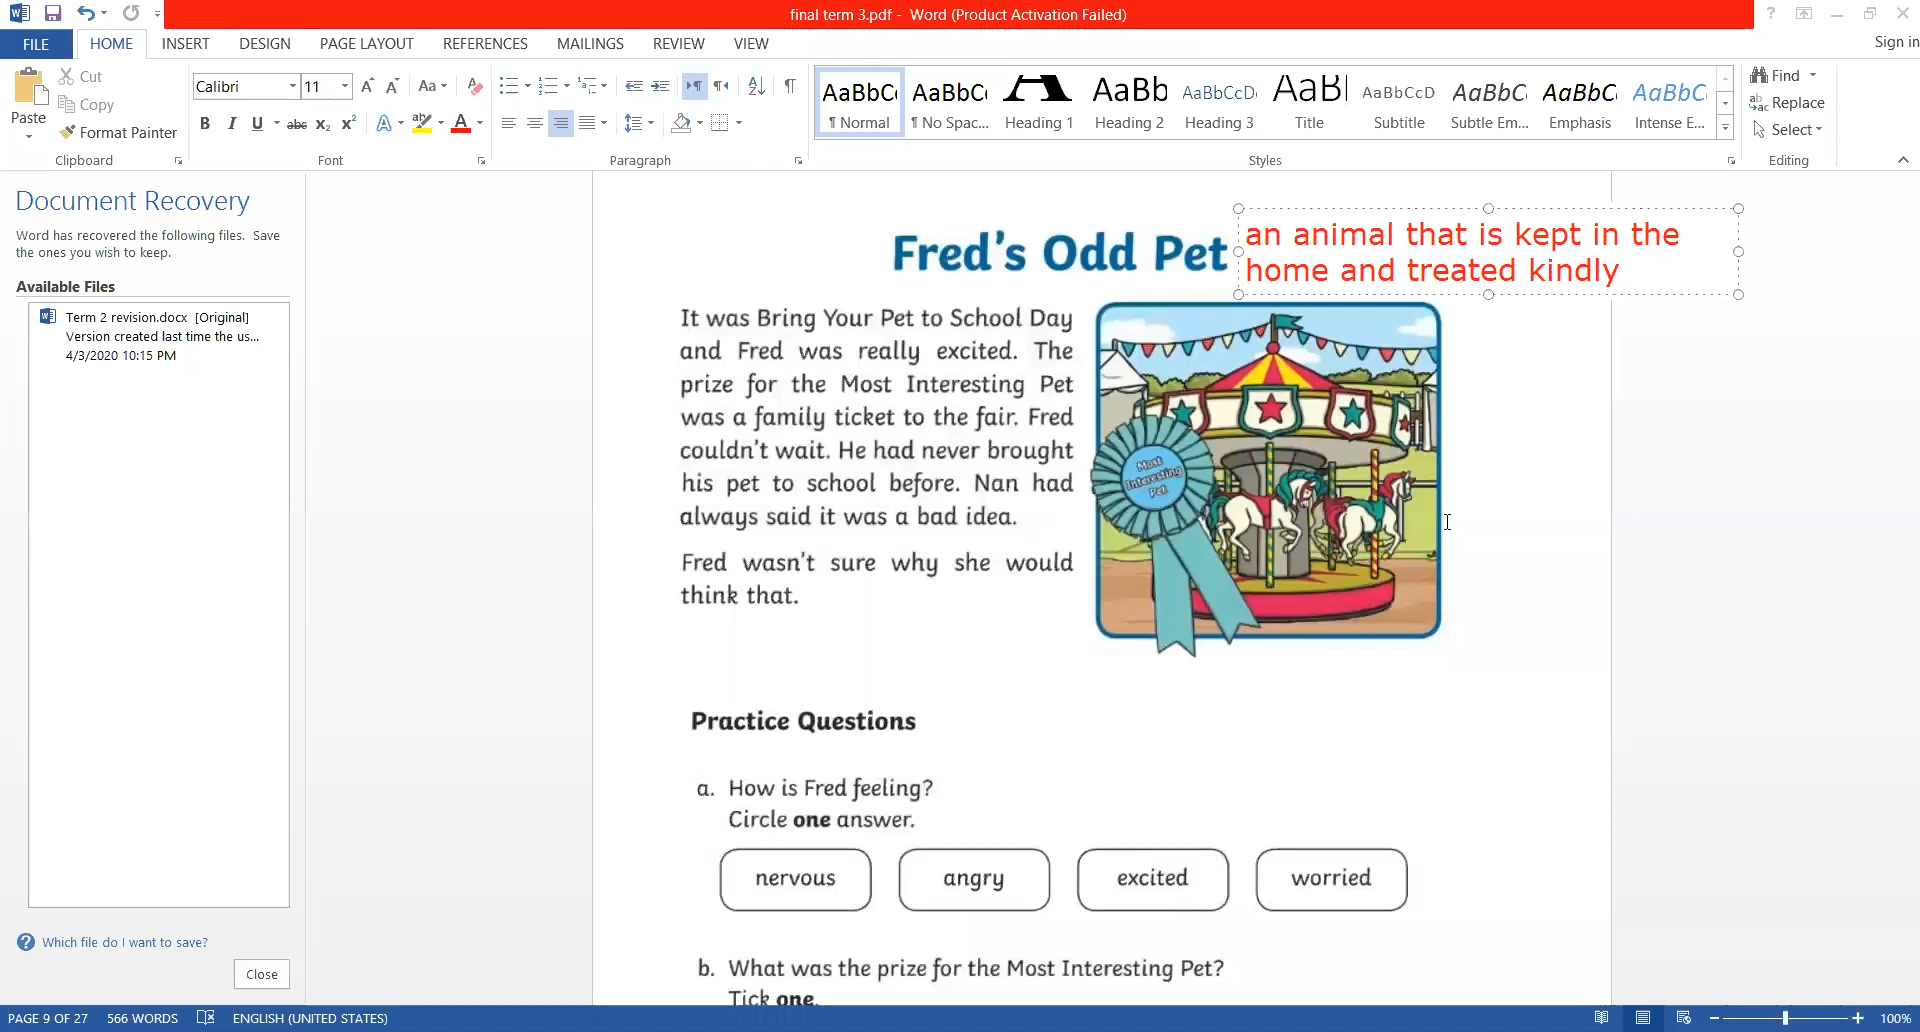 final term 3.pdf - Word (Product Activation Failed)
FILE HOME INSERT DESIGN PAGE LAYOUT REFERENCES MAILINGS REVIEW VIEW Sign in
Paste
Cut
Copy
Format Painter
Clipboard
Calibri 11
Font
Paragraph
AaBbCc AaBbCc A AaBb AaBbCcD AaBl AaBbCcD AaBbC AaBbC AaBbC
¶ Normal ¶ No Spac... Heading 1 Heading 2 Heading 3 Title Subtitle Subtle Em... Emphasis Intense E...
Styles
Find
Replace
Select
Editing
Document Recovery
Word has recovered the following files. Save
the ones you wish to keep.
Available Files
Term 2 revision.docx [Original]
Version created last time the us...
4/3/2020 10:15 PM
Which file do I want to save?
Close
Fred's Odd Pet
an animal that is kept in the
home and treated kindly
It was Bring Your Pet to School Day
and Fred was really excited. The
prize for the Most Interesting Pet
was a family ticket to the fair. Fred
couldn't wait. He had never brought
his pet to school before. Nan had
always said it was a bad idea.
Fred wasn't sure why she would
think that.
Most
Interesting
Pet
Practice Questions
a. How is Fred feeling?
Circle one answer.
nervous angry excited worried
b. What was the prize for the Most Interesting Pet?
Tick one.
PAGE 9 OF 27 566 WORDS ENGLISH (UNITED STATES) 100%